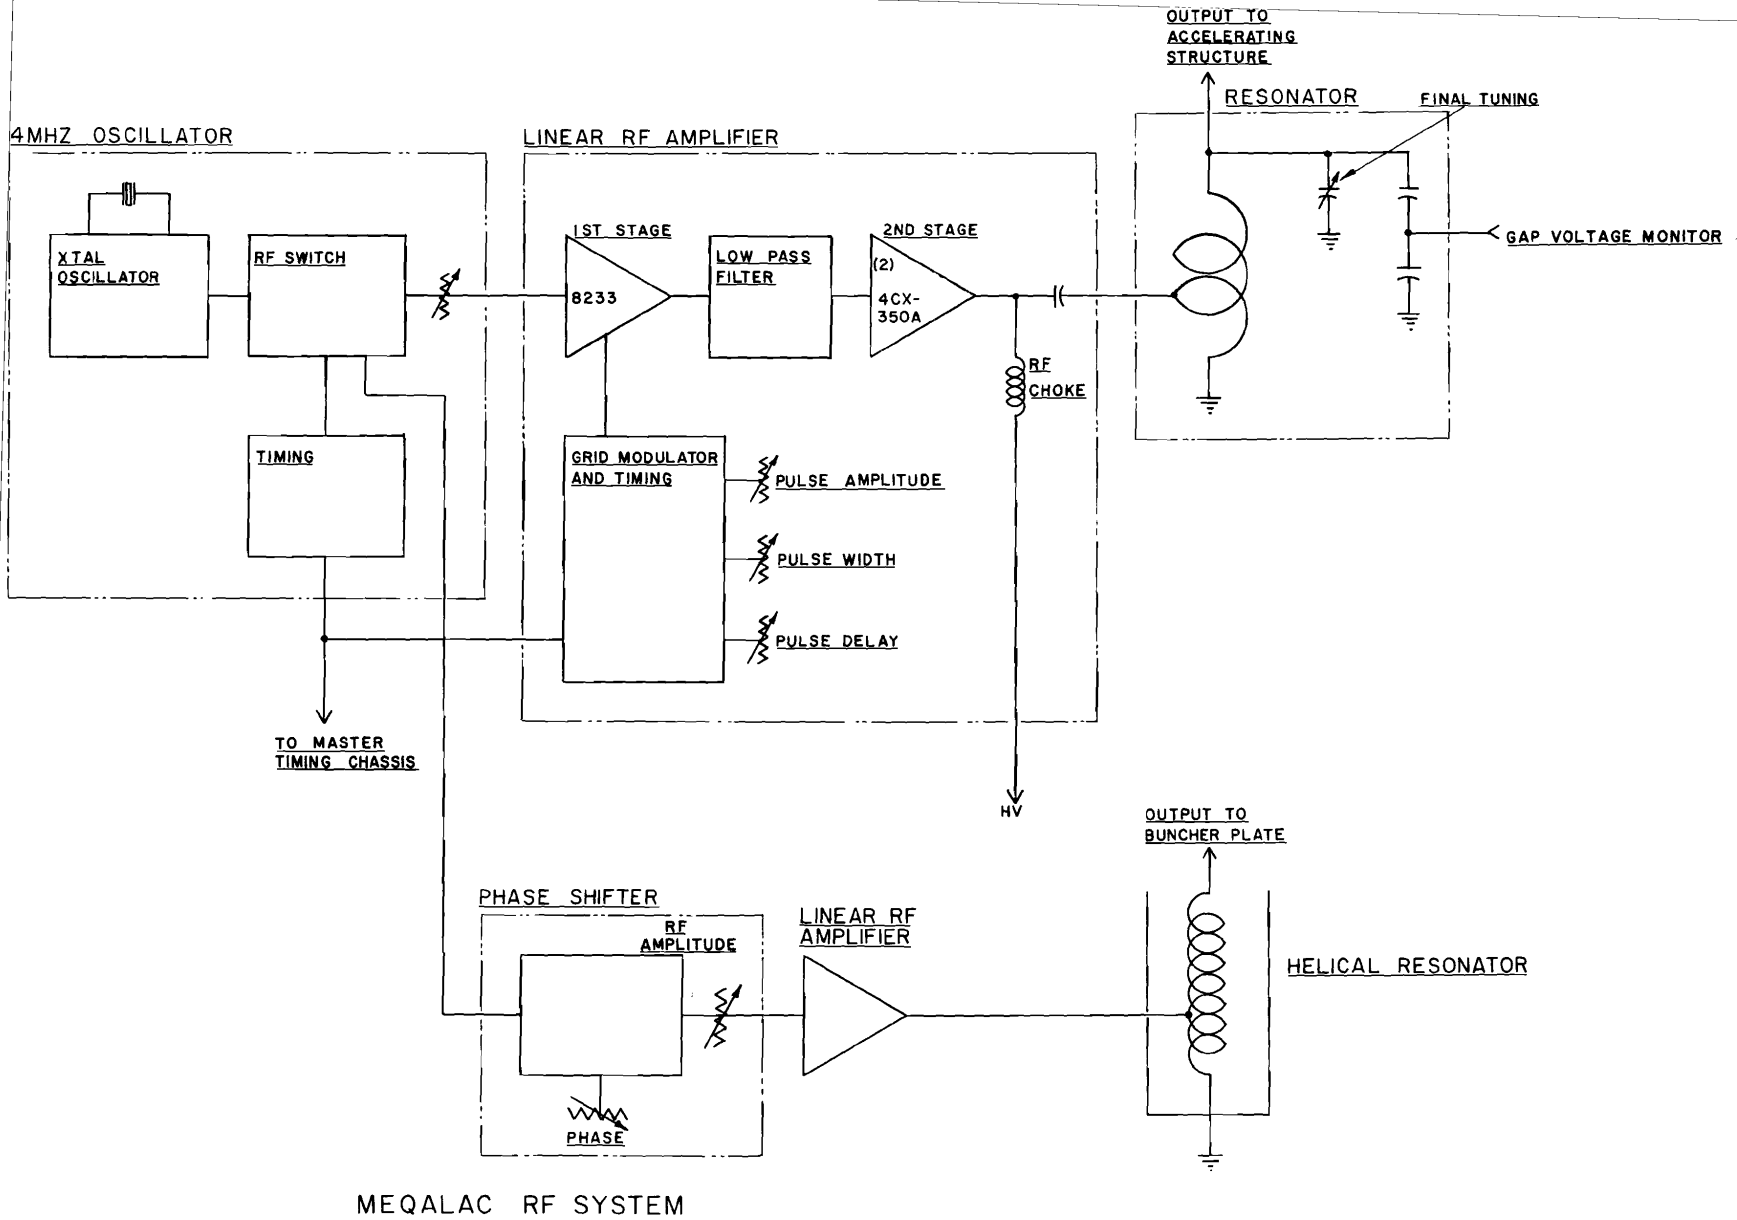 OUTPUT TO
ACCELERATING
STRUCTURE
RESONATOR
FINAL TUNING
4MHZ OSCILLATOR
LINEAR RF AMPLIFIER
XTAL
OSCILLATOR
RF SWITCH
1ST STAGE
8233
LOW PASS
FILTER
2ND STAGE
(2)
4CX-
350A
GAP VOLTAGE MONITOR
RF
CHOKE
TIMING
GRID MODULATOR
AND TIMING
PULSE AMPLITUDE
PULSE WIDTH
PULSE DELAY
TO MASTER
TIMING CHASSIS
HV
OUTPUT TO
BUNCHER PLATE
PHASE SHIFTER
RF
AMPLITUDE
LINEAR RF
AMPLIFIER
HELICAL RESONATOR
PHASE
MEQALAC RF SYSTEM